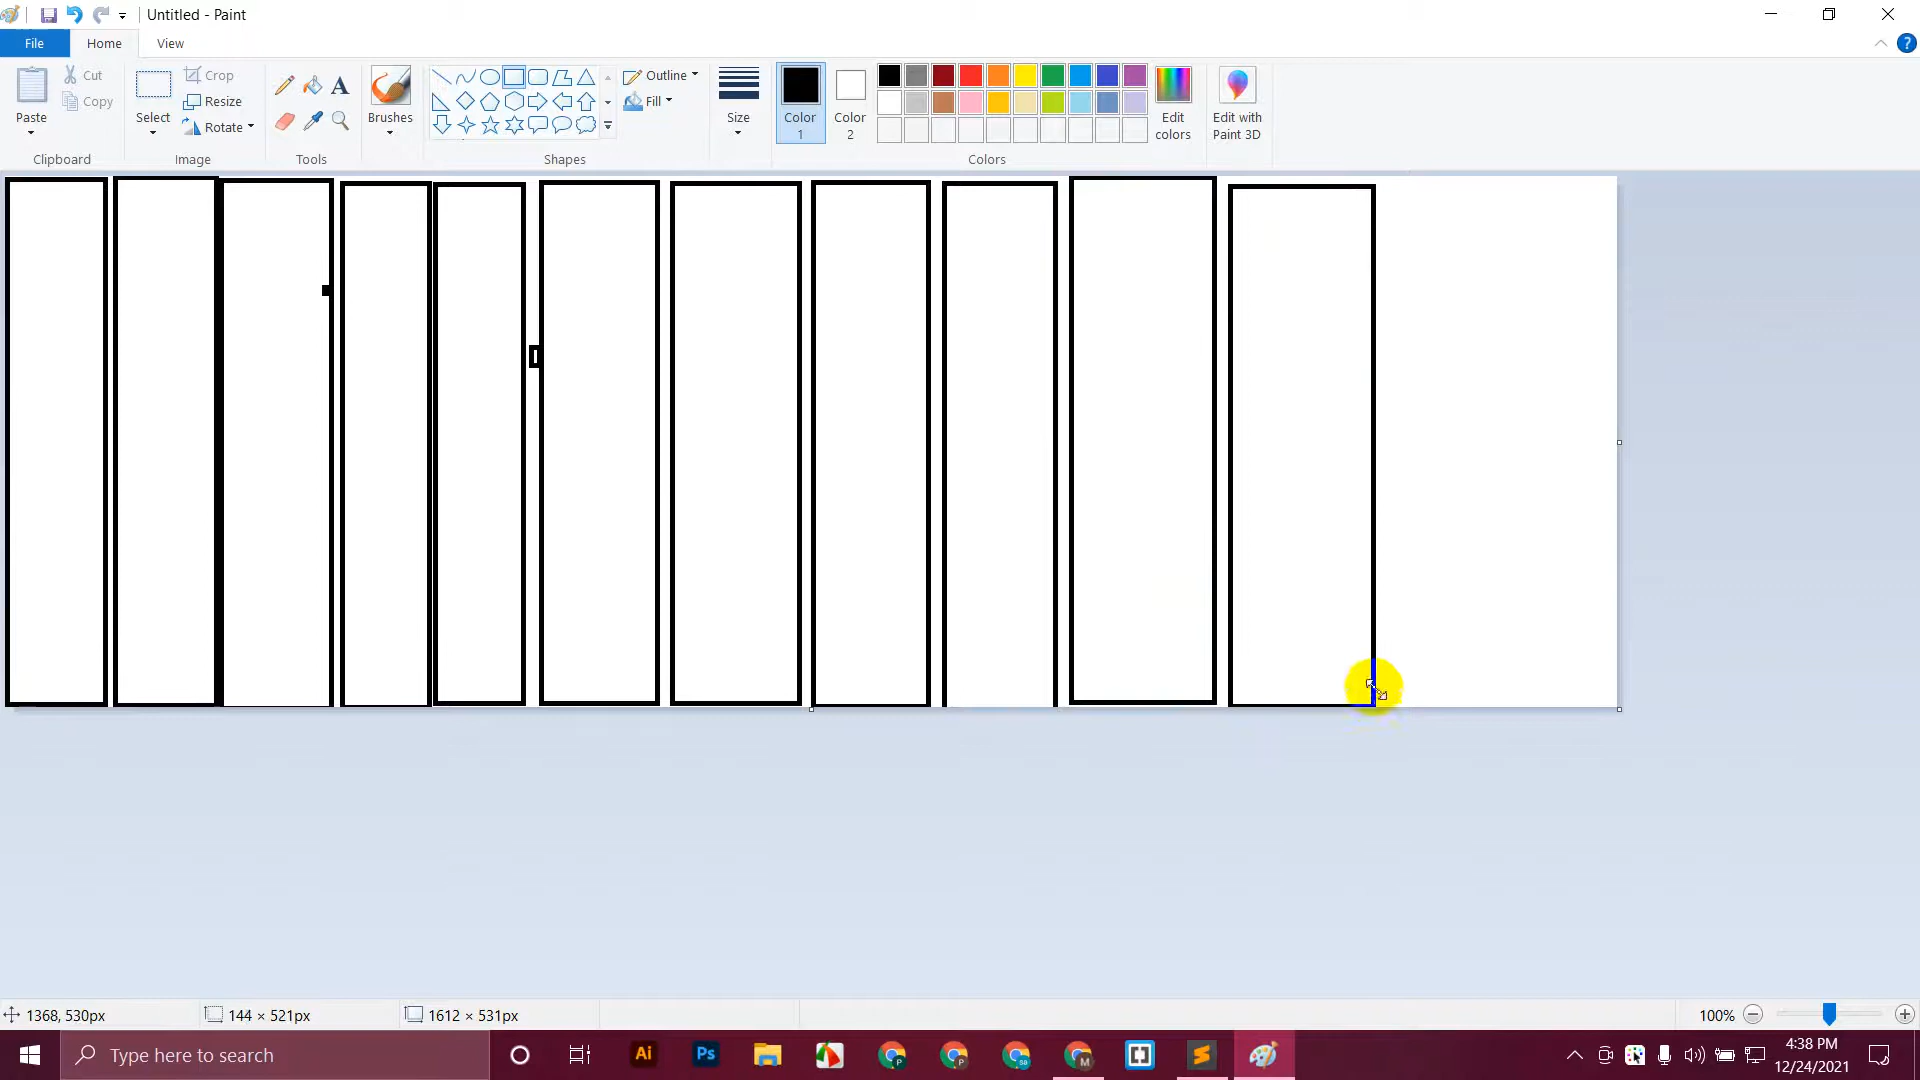 Untitled - Paint
File Home View
Paste
Cut
Copy
Clipboard
Select
Crop
Resize
Rotate
Image
A
Tools
Brushes
Outline
Fill
Shapes
Size
Color 1
Color 2
Edit colors
Edit with Paint 3D
Colors
?
1368, 530px 144 × 521px 1612 × 531px 100%
Type here to search
Ai Ps P P sa M
4:38 PM
12/24/2021